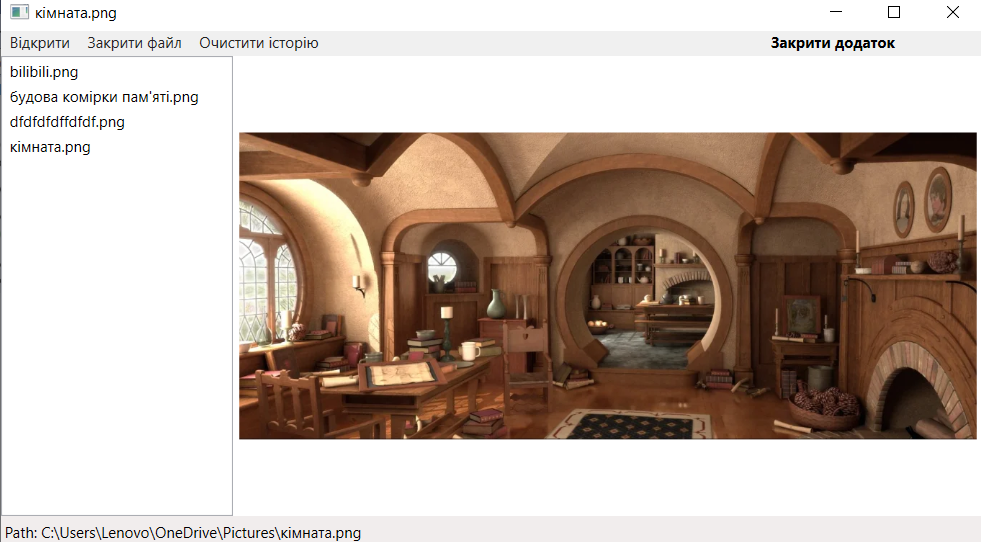 кімната.png
Відкрити Закрити файл Очистити історію Закрити додаток
bilibili.png
будова комірки пам'яті.png
dfdfdfdffdfdf.png
кімната.png
Path: C:\Users\Lenovo\OneDrive\Pictures\кімната.png